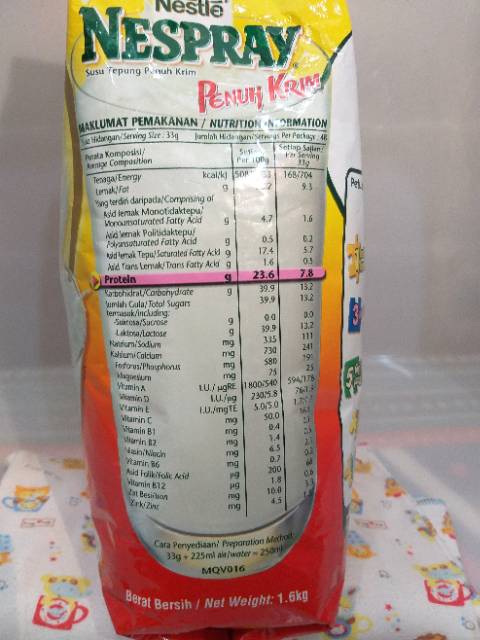 Nestlé
NESPRAY
Susu Tepung Penuh Krim
PENUH KRIM
MAKLUMAT PEMAKANAN / NUTRITION INFORMATION
Hidangan/Serving Size : 33g Jumlah Hidangan/Servings Per Package : 48
Purata Komposisi/ Average Composition Per 100g Setiap Sajian/ Per Serving 33g
Tenaga/Energy kcal/kJ 168/704
Lemak/Fat g 9.3
Yang terdiri daripada/Comprising of
Asid lemak Monotidaktepu/
Monounsaturated Fatty Acid g 4.7 1.6
Asid lemak Politidaktepu/
Polyunsaturated Fatty Acid g 0.5 0.2
Asid lemak Tepu/Saturated Fatty Acid g 17.4 5.7
Asid Trans Lemak/Trans Fatty Acid g 1.6 0.5
Protein g 23.6 7.8
Karbohidrat/Carbohydrate g 39.9 13.2
Jumlah Gula/Total Sugars 39.9 13.2
termasuk/including:
-Sukrosa/Sucrose g 0.0 0.0
-Laktosa/Lactose g 39.9 13.2
Natrium/Sodium mg 335 111
Kalsium/Calcium mg 730 241
Fosforus/Phosphorus mg 580 191
Magnesium mg 75 25
Vitamin A I.U./ µgRE 1800/540 594/178
Vitamin D I.U./µg 230/5.8
Vitamin E I.U./mgTE 5.0/5.0
Vitamin C mg 50.0
Vitamin B1 mg 0.4
Vitamin B2 mg 1.4
Niasin/Niacin mg 6.5
Vitamin B6 mg 0.7
Asid Folik/Folic Acid µg 200 66
Vitamin B12 µg 1.8 0.6
Zat Besi/Iron mg 10.0 3.3
Zink/Zinc mg 4.5
Cara Penyediaan/ Preparation Method
33g + 225ml air/water = 250ml
MQV016
Berat Bersih / Net Weight: 1.6kg